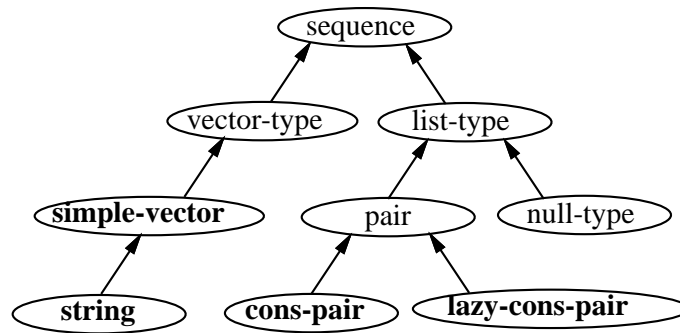 sequence
vector-type
list-type
simple-vector
pair
null-type
string
cons-pair
lazy-cons-pair